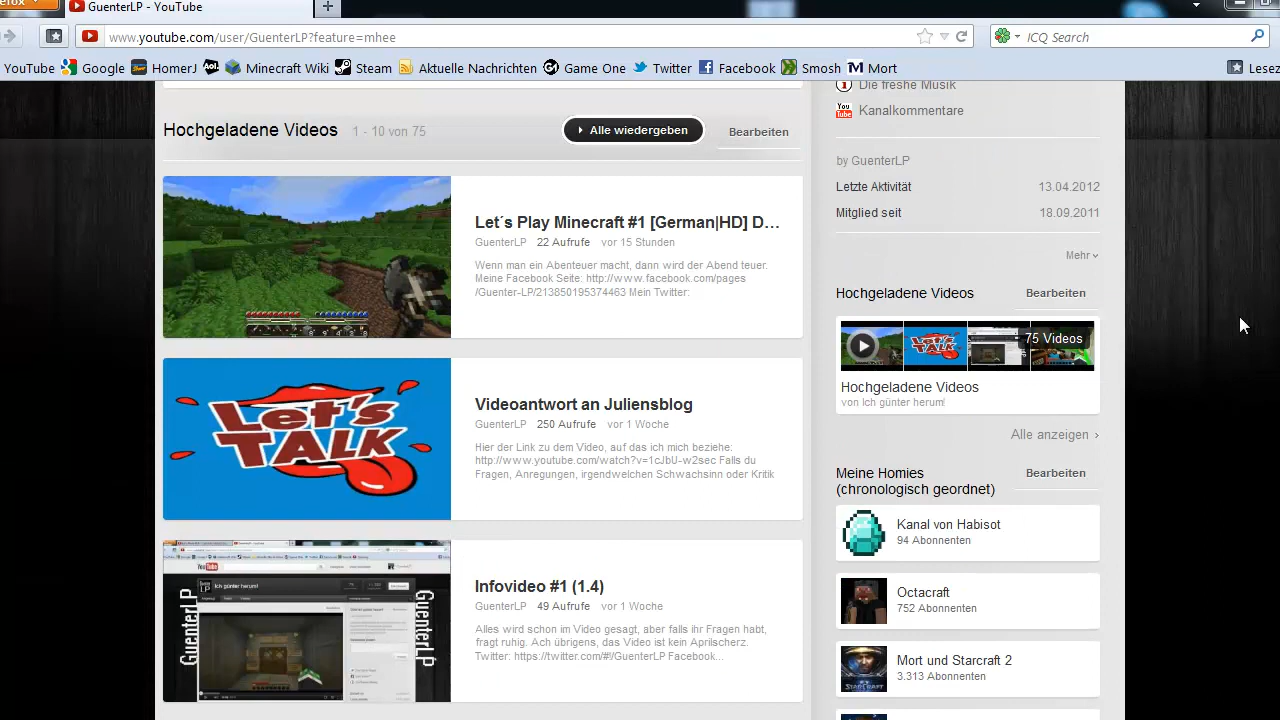 GuenterLP - YouTube
www.youtube.com/user/GuenterLP?feature=mhee
ICQ Search
YouTube Google HomerJ Minecraft Wiki Steam Aktuelle Nachrichten Game One Twitter Facebook Smosh Mort
Die freshe Musik
Kanalkommentare
Hochgeladene Videos 1 - 10 von 75
Alle wiedergeben
Bearbeiten
by GuenterLP
Letzte Aktivität 13.04.2012
Mitglied seit 18.09.2011
Mehr
Let´s Play Minecraft #1 [German|HD] D...
GuenterLP 22 Aufrufe vor 15 Stunden
Wenn man ein Abenteuer macht, dann wird der Abend teuer.
Meine Facebook Seite: http://www.facebook.com/pages
/Guenter-LP/213850195374463 Mein Twitter:
Hochgeladene Videos Bearbeiten
75 Videos
Hochgeladene Videos
von Ich günter herum!
Alle anzeigen ›
Let's
TALK
Videoantwort an Juliensblog
GuenterLP 250 Aufrufe vor 1 Woche
Hier der Link zu dem Video, auf das ich mich beziehe:
http://www.youtube.com/watch?v=1cJbU-w2sec Falls du
Fragen, Anregungen, irgendwelchen Schwachsinn oder Kritik
Meine Homies
(chronologisch geordnet)
Bearbeiten
Kanal von Habisot
94 Abonnenten
Octacraft
752 Abonnenten
Mort und Starcraft 2
3.313 Abonnenten
Ich günter herum!
GuenterLP
GuenterLP
Infovideo #1 (1.4)
GuenterLP 49 Aufrufe vor 1 Woche
Alles wird schon im Video gesagt, aber falls ihr Fragen habt,
fragt ruhig. Ach übrigens, das Video ist kein Aprilscherz.
Twitter: https://twitter.com/#!/GuenterLP Facebook...